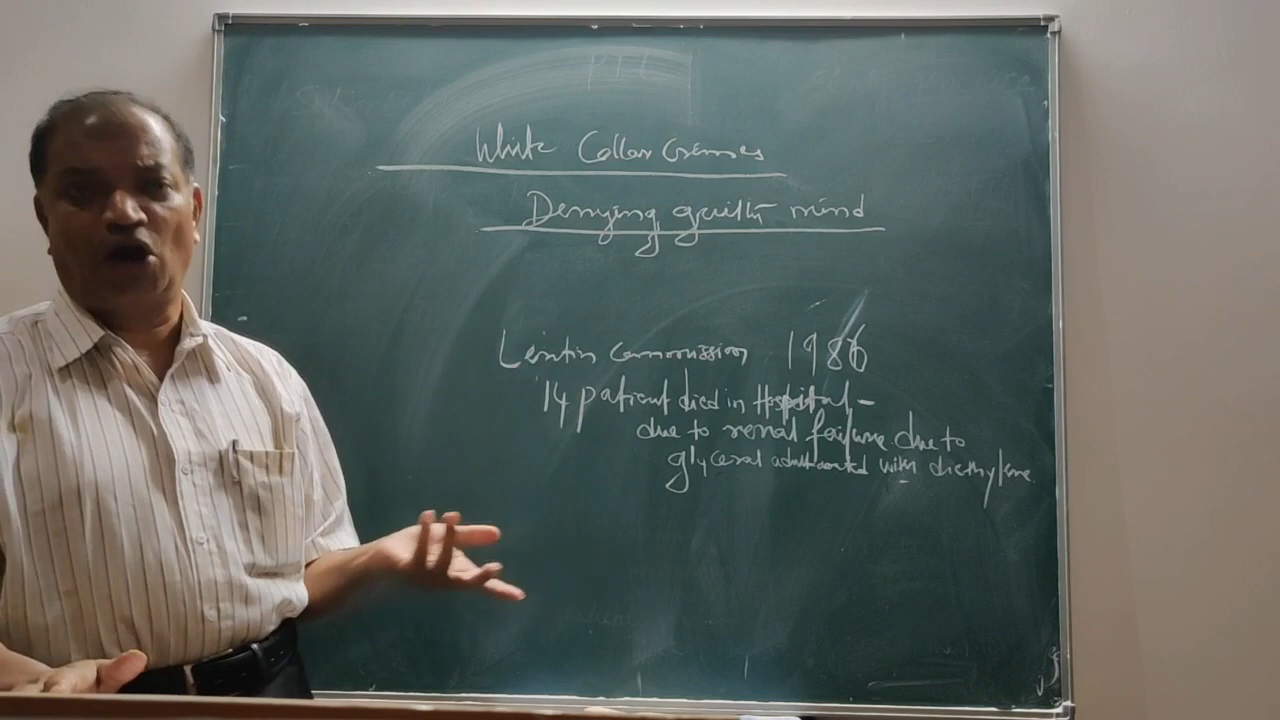 White Collar Crimes
Denying guilty mind
Lentin commission 1986
14 patient died in Hospital -
due to renal failure due to
glyceral adulterated with diethylene